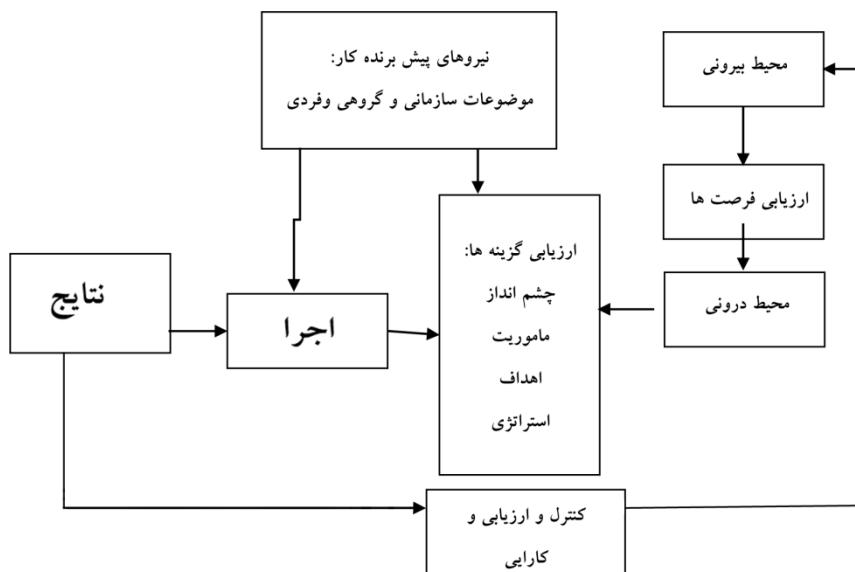 نیروهای پیش برنده کار:
موضوعات سازمانی و گروهی وفردی
محیط بیرونی
ارزیابی فرصت ها
محیط درونی
ارزیابی گزینه ها:
چشم انداز
ماموریت
اهداف
استراتژی
اجرا
نتایج
کنترل و ارزیابی و
کارایی